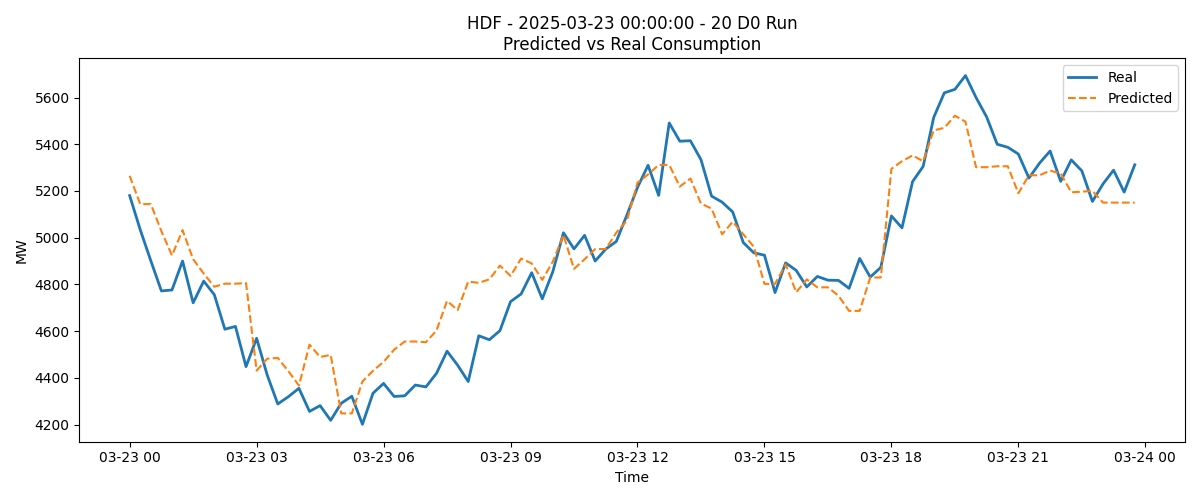 HDF - 2025-03-23 00:00:00 - 20 D0 Run
Predicted vs Real Consumption
Real
Predicted
MW
5600
5400
5200
5000
4800
4600
4400
4200
03-23 00
03-23 03
03-23 06
03-23 09
03-23 12
03-23 15
03-23 18
03-23 21
03-24 00
Time